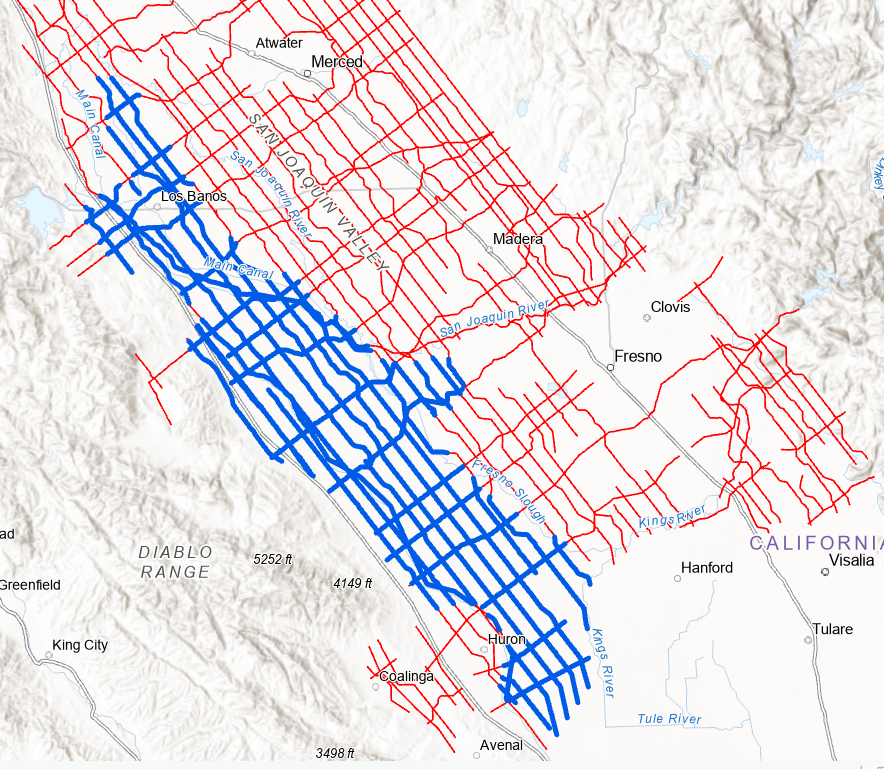 Atwater
Merced
Main Canal
SAN JOAQUIN VALLEY
San Joaquin River
Los Banos
Madera
Main Canal
San Joaquin River
Clovis
Fresno
Fresno Slough
Kings River
CALIFORNIA
ad
DIABLO
RANGE
5252 ft
4149 ft
Greenfield
Hanford
Visalia
King City
Huron
Tulare
Kings River
Coalinga
Tule River
3498 ft
Avenal